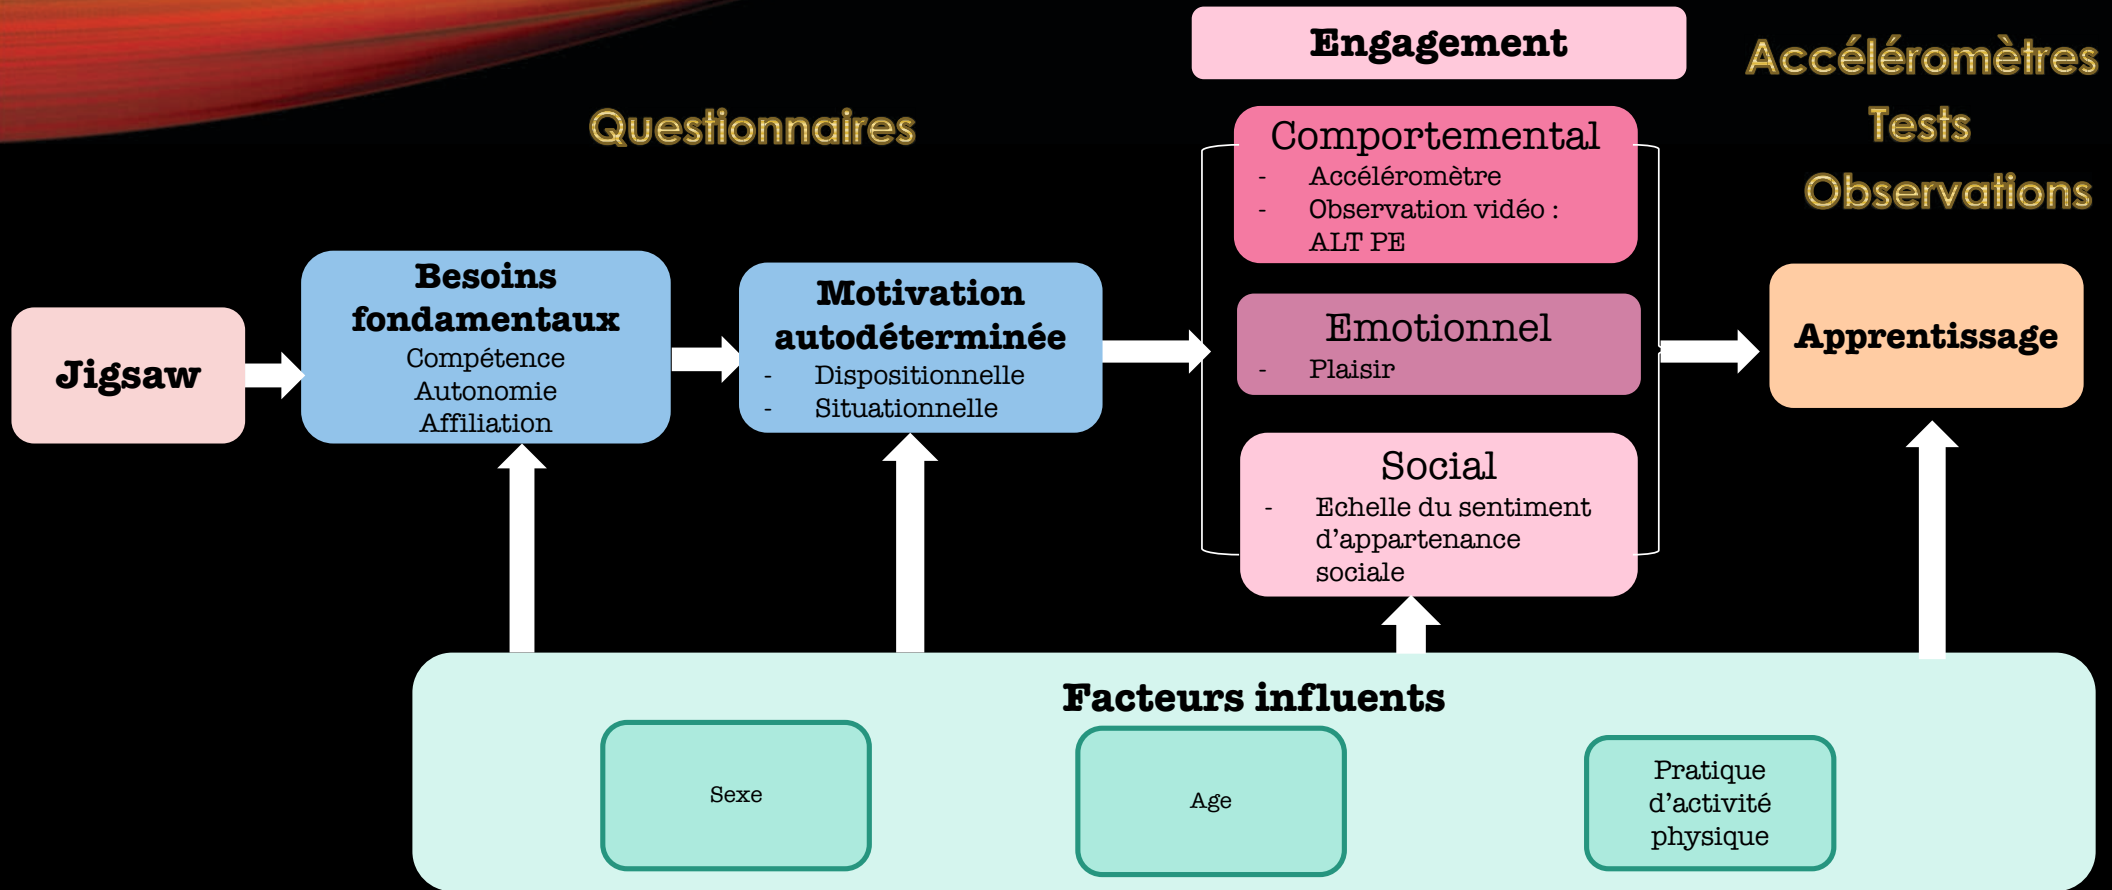 Engagement
Accéléromètres
Tests
Observations
Questionnaires
Jigsaw
Besoins
fondamentaux
Compétence
Autonomie
Affiliation
Motivation
autodéterminée
- Dispositionnelle
- Situationnelle
Comportemental
- Accéléromètre
- Observation vidéo :
ALT PE
Emotionnel
- Plaisir
Social
- Echelle du sentiment
d’appartenance
sociale
Apprentissage
Facteurs influents
Sexe
Age
Pratique
d’activité
physique